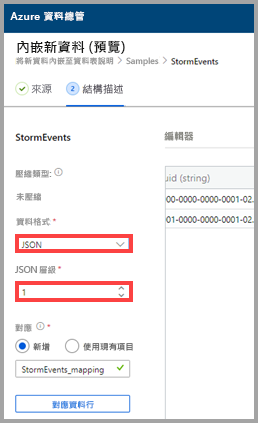 Azure 資料總管
內嵌新資料 (預覽)
將新資料內嵌至資料表說明 > Samples > StormEvents
來源
2 結構描述
StormEvents
編輯器
壓縮類型:
uid (string)
未壓縮
000-0000-0000-0001-02.
資料格式 *
001-0000-0000-0001-02.
JSON
JSON 層級 *
1
對應 *
新增
使用現有項目
StormEvents_mapping
對應資料行